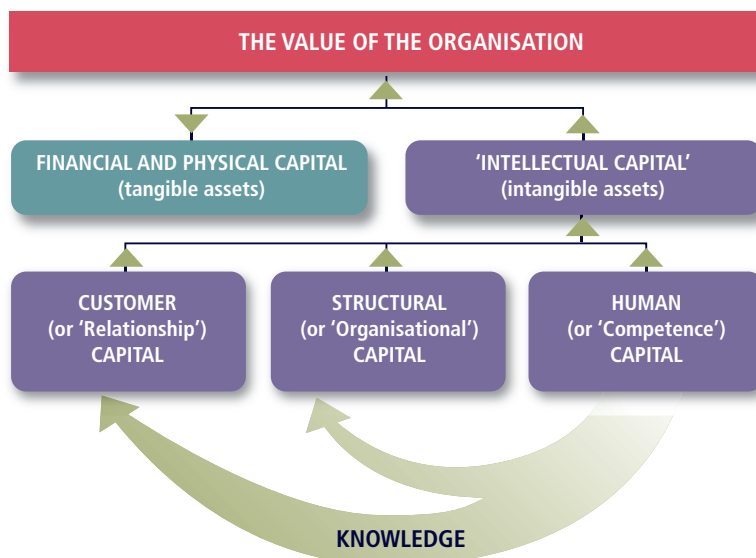 THE VALUE OF THE ORGANISATION
FINANCIAL AND PHYSICAL CAPITAL
(tangible assets)
‘INTELLECTUAL CAPITAL’
(intangible assets)
CUSTOMER
(or ‘Relationship’)
CAPITAL
STRUCTURAL
(or ‘Organisational’)
CAPITAL
HUMAN
(or ‘Competence’)
CAPITAL
KNOWLEDGE